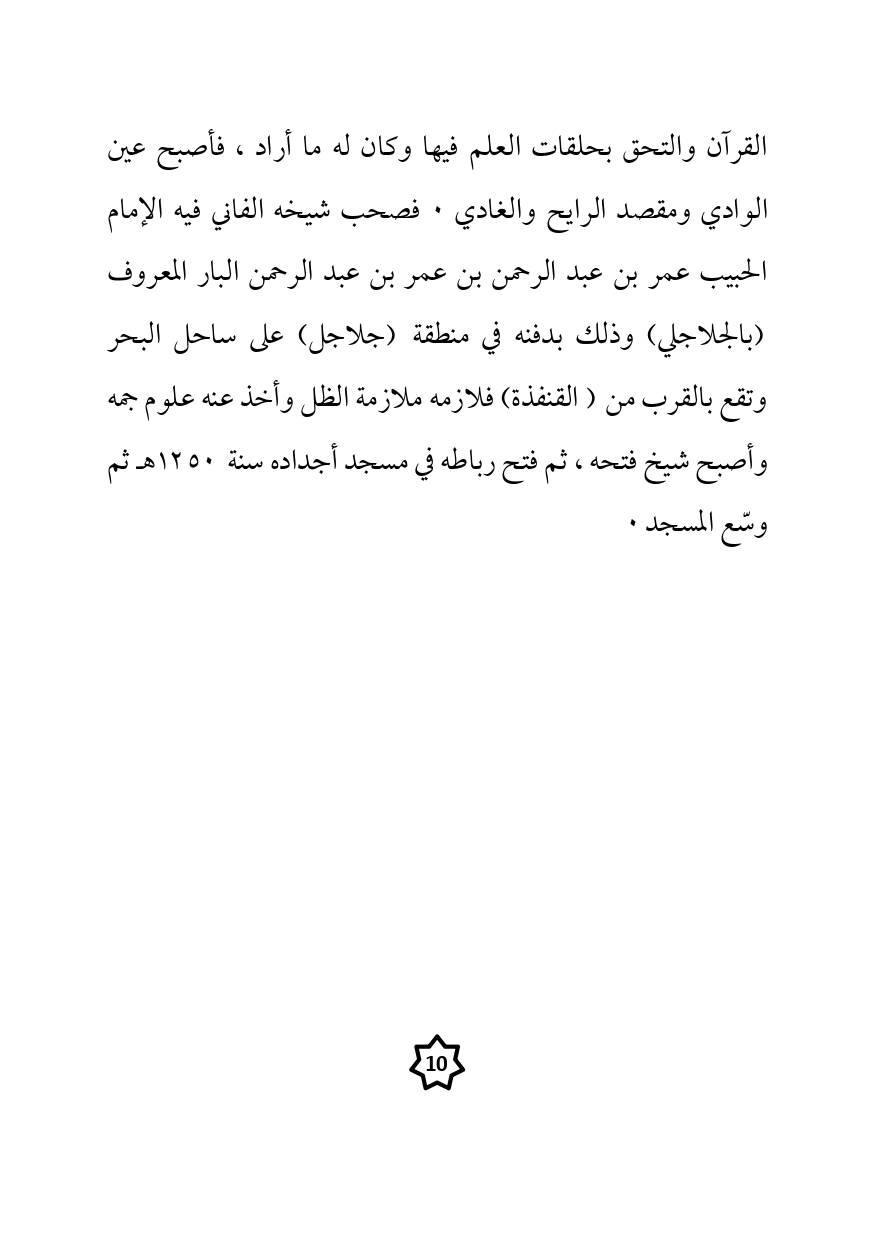 القرآن والتحق بحلقات العلم فيها وكان له ما أراد ، فأصبح عين
الوادي ومقصد الرايح والغادي ٠ فصحب شيخه الفاني فيه الإمام
الحبيب عمر بن عبد الرحمن بن عمر بن عبد الرحمن البار المعروف
(بالجلاجلي) وذلك بدفنه في منطقة (جلاجل) على ساحل البحر
وتقع بالقرب من ( القنفذة) فلازمه ملازمة الظل وأخذ عنه علوم جمه
وأصبح شيخ فتحه ، ثم فتح رباطه في مسجد أجداده سنة ١٢٥٠هـ ثم
وسّع المسجد ٠
10